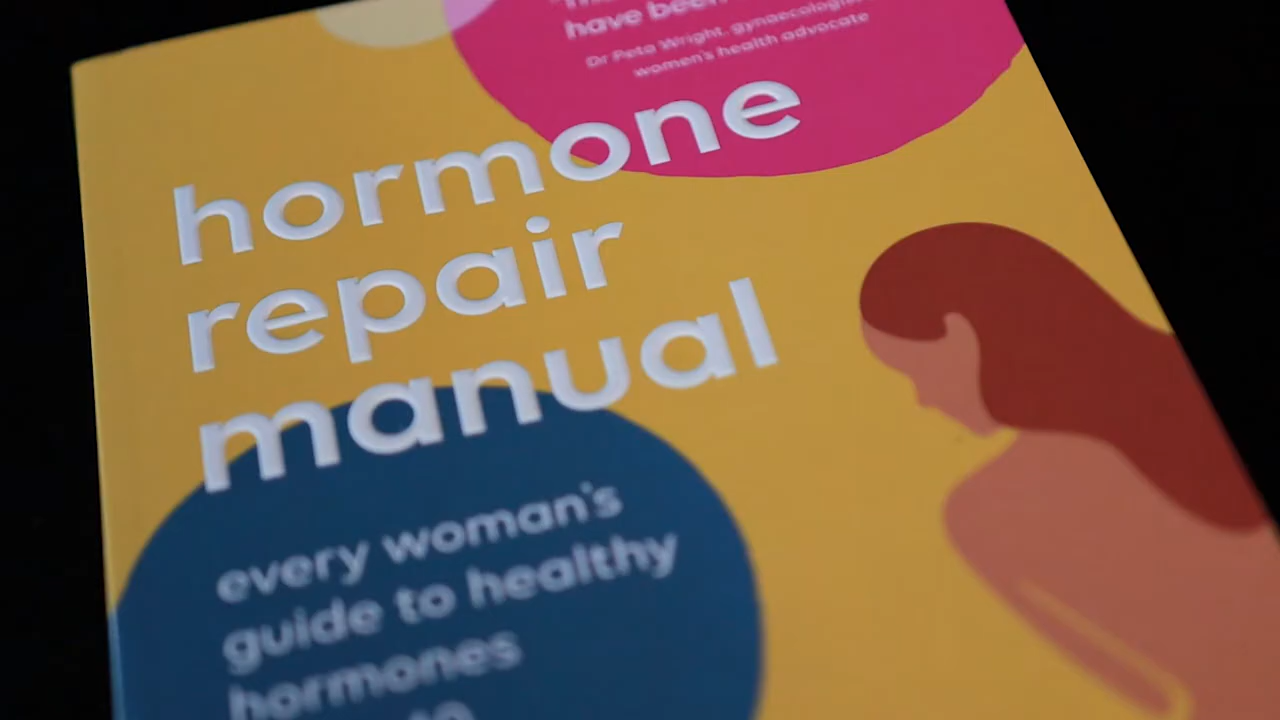 have been
Dr Peta Wright, gynaecologist
women's health advocate
hormone
repair
manual
every woman's
guide to healthy
hormones